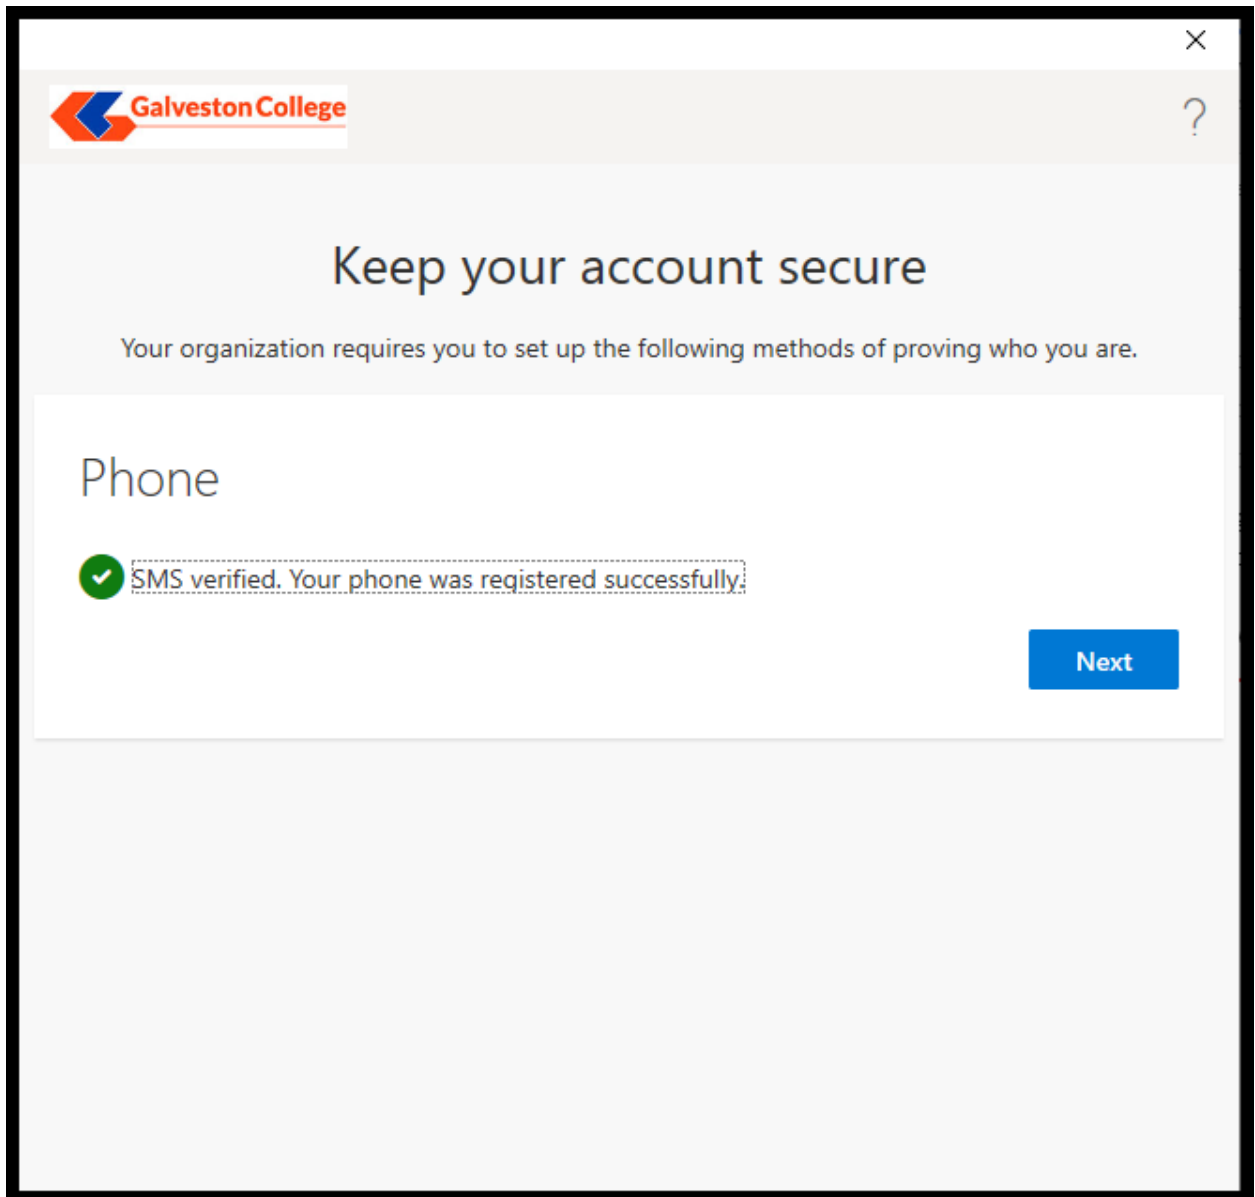 Galveston College
?
Keep your account secure
Your organization requires you to set up the following methods of proving who you are.
Phone
SMS verified. Your phone was registered successfully.
Next